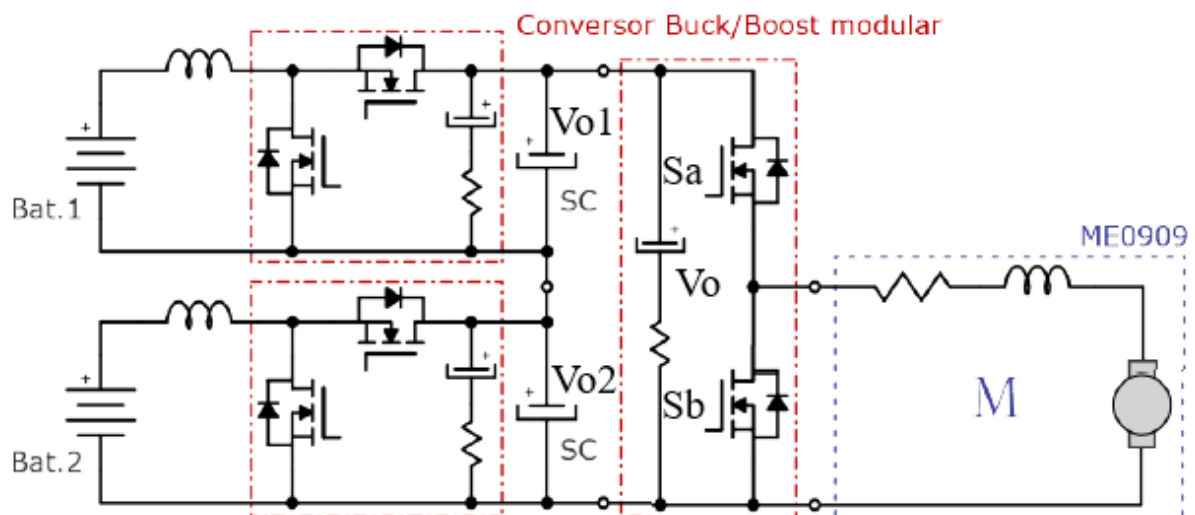 Conversor Buck/Boost modular
+
+
+
Vo1
Sa
Bat.1
SC
ME0909
+
Vo
+
+
+
Vo2
Sb
M
Bat.2
SC